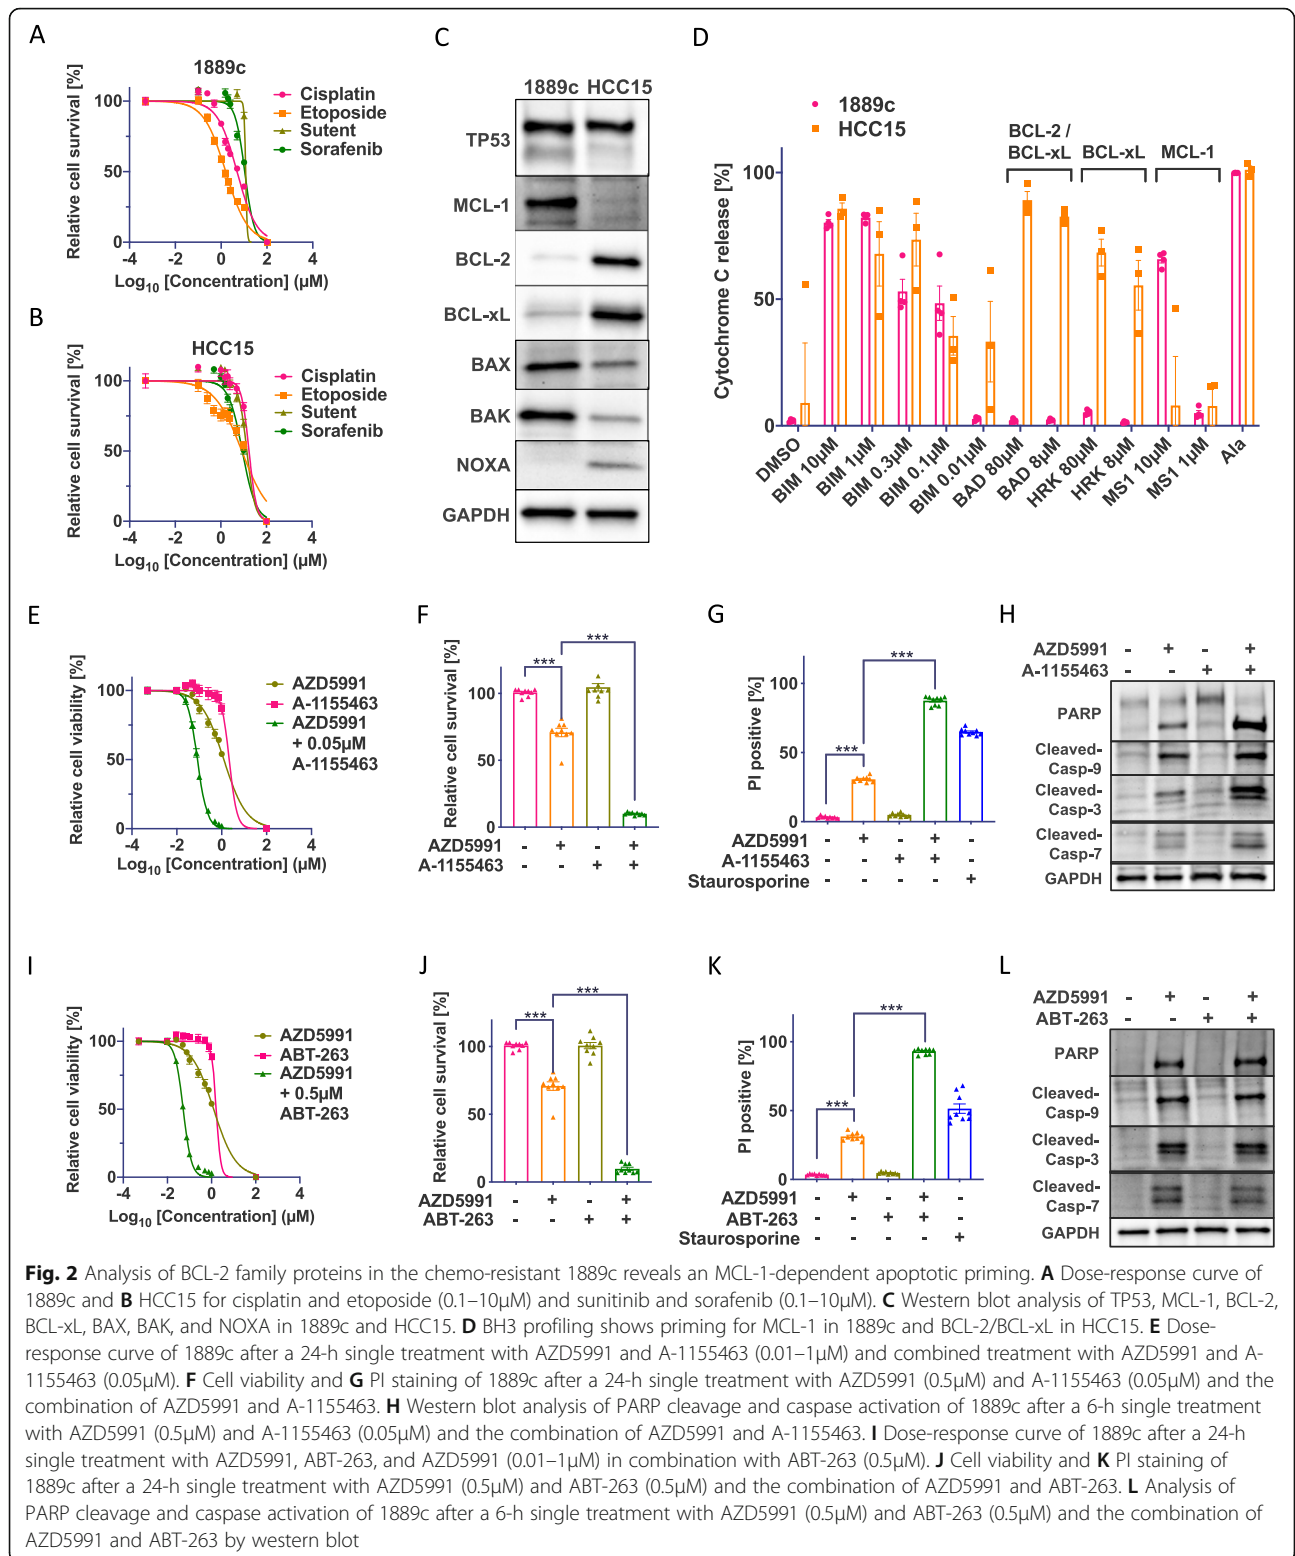 A
1889c
Relative cell survival [%]
100
50
0
-4 -2 0 2 4
Log10 [Concentration] (µM)
Cisplatin
Etoposide
Sutent
Sorafenib
B
HCC15
Relative cell survival [%]
100
50
0
-4 -2 0 2 4
Log10 [Concentration] (µM)
Cisplatin
Etoposide
Sutent
Sorafenib
C
1889c HCC15
TP53
MCL-1
BCL-2
BCL-xL
BAX
BAK
NOXA
GAPDH
D
1889c
HCC15
BCL-2 /
BCL-xL
BCL-xL
MCL-1
Cytochrome C release [%]
100
50
0
DMSO
BIM 10µM
BIM 1µM
BIM 0.3µM
BIM 0.1µM
BIM 0.01µM
BAD 80µM
BAD 8µM
HRK 80µM
HRK 8µM
MS1 10µM
MS1 1µM
Ala
E
Relative cell viability [%]
100
50
0
-4 -2 0 2 4
Log10 [Concentration] (µM)
AZD5991
A-1155463
AZD5991
+ 0.05µM
A-1155463
F
Relative cell survival [%]
100
50
0
*** ***
AZD5991 - + - +
A-1155463 - - + +
G
PI positive [%]
100
50
0
*** ***
AZD5991 - + - + -
A-1155463 - - + + -
Staurosporine - - - - +
H
AZD5991 - + - +
A-1155463 - - + +
PARP
Cleaved-
Casp-9
Cleaved-
Casp-3
Cleaved-
Casp-7
GAPDH
I
Relative cell viability [%]
100
50
0
-4 -2 0 2 4
Log10 [Concentration] (µM)
AZD5991
ABT-263
AZD5991
+ 0.5µM
ABT-263
J
Relative cell survival [%]
100
50
0
*** ***
AZD5991 - + - +
ABT-263 - - + +
K
PI positive [%]
100
50
0
*** ***
AZD5991 - + - + -
ABT-263 - - + + -
Staurosporine - - - - +
L
AZD5991 - + - +
ABT-263 - - + +
PARP
Cleaved-
Casp-9
Cleaved-
Casp-3
Cleaved-
Casp-7
GAPDH
Fig. 2 Analysis of BCL-2 family proteins in the chemo-resistant 1889c reveals an MCL-1-dependent apoptotic priming. A Dose-response curve of
1889c and B HCC15 for cisplatin and etoposide (0.1–10µM) and sunitinib and sorafenib (0.1–10µM). C Western blot analysis of TP53, MCL-1, BCL-2,
BCL-xL, BAX, BAK, and NOXA in 1889c and HCC15. D BH3 profiling shows priming for MCL-1 in 1889c and BCL-2/BCL-xL in HCC15. E Dose-
response curve of 1889c after a 24-h single treatment with AZD5991 and A-1155463 (0.01–1µM) and combined treatment with AZD5991 and A-
1155463 (0.05µM). F Cell viability and G PI staining of 1889c after a 24-h single treatment with AZD5991 (0.5µM) and A-1155463 (0.05µM) and the
combination of AZD5991 and A-1155463. H Western blot analysis of PARP cleavage and caspase activation of 1889c after a 6-h single treatment
with AZD5991 (0.5µM) and A-1155463 (0.05µM) and the combination of AZD5991 and A-1155463. I Dose-response curve of 1889c after a 24-h
single treatment with AZD5991, ABT-263, and AZD5991 (0.01–1µM) in combination with ABT-263 (0.5µM). J Cell viability and K PI staining of
1889c after a 24-h single treatment with AZD5991 (0.5µM) and ABT-263 (0.5µM) and the combination of AZD5991 and ABT-263. L Analysis of
PARP cleavage and caspase activation of 1889c after a 6-h single treatment with AZD5991 (0.5µM) and ABT-263 (0.5µM) and the combination of
AZD5991 and ABT-263 by western blot